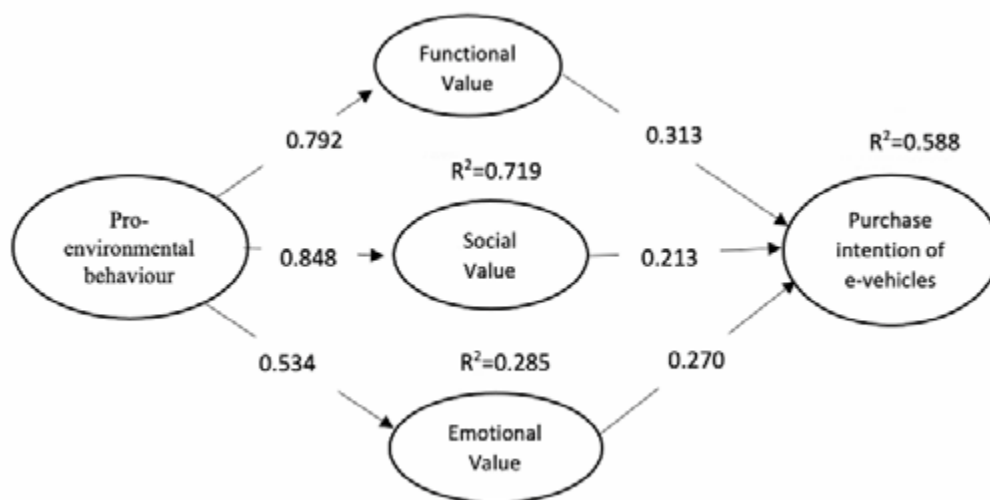 Functional
Value
0.792
0.313
R²=0.588
R²=0.719
Pro-
environmental
behaviour
0.848
Social
Value
0.213
Purchase
intention of
e-vehicles
0.534
R²=0.285
0.270
Emotional
Value